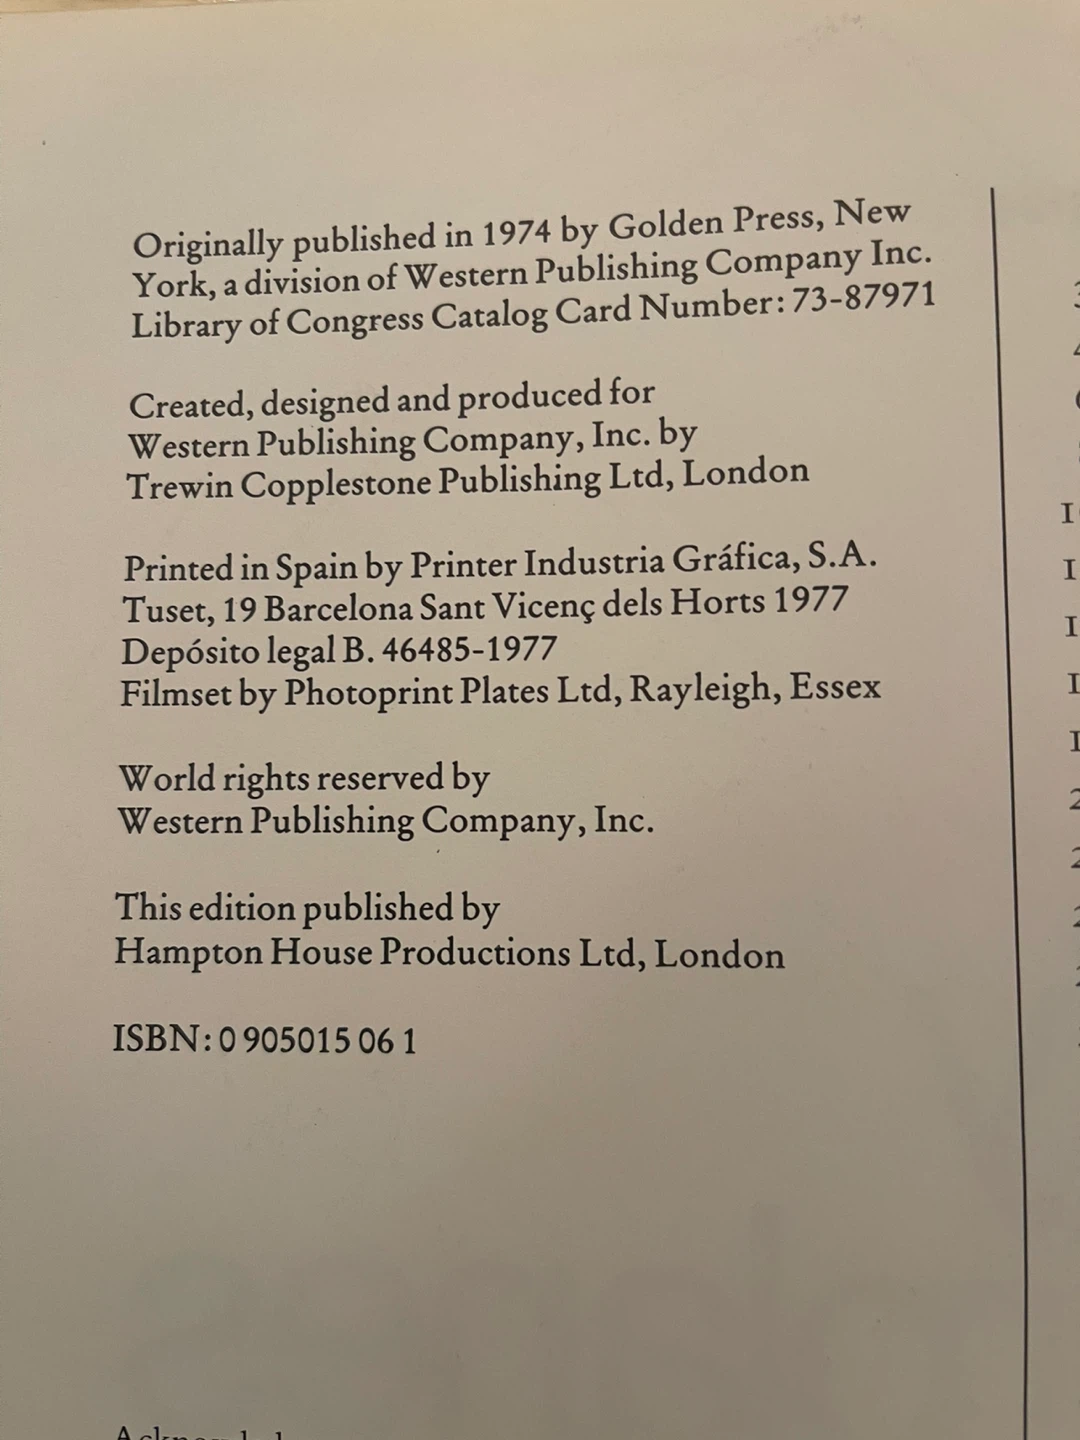 Originally published in 1974 by Golden Press, New
York, a division of Western Publishing Company Inc.
Library of Congress Catalog Card Number: 73-87971
Created, designed and produced for
Western Publishing Company, Inc. by
Trewin Copplestone Publishing Ltd, London
Printed in Spain by Printer Industria Gráfica, S.A.
Tuset, 19 Barcelona Sant Vicenç dels Horts 1977
Depósito legal B. 46485-1977
Filmset by Photoprint Plates Ltd, Rayleigh, Essex
World rights reserved by
Western Publishing Company, Inc.
This edition published by
Hampton House Productions Ltd, London
ISBN: 0 905015 06 1